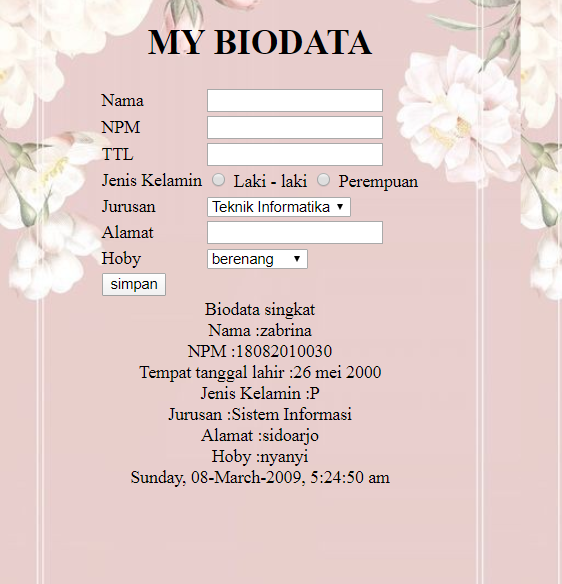 MY BIODATA
Nama
NPM
TTL
Jenis Kelamin Laki - laki Perempuan
Jurusan Teknik Informatika
Alamat
Hoby berenang
simpan
Biodata singkat
Nama :zabrina
NPM :18082010030
Tempat tanggal lahir :26 mei 2000
Jenis Kelamin :P
Jurusan :Sistem Informasi
Alamat :sidoarjo
Hoby :nyanyi
Sunday, 08-March-2009, 5:24:50 am